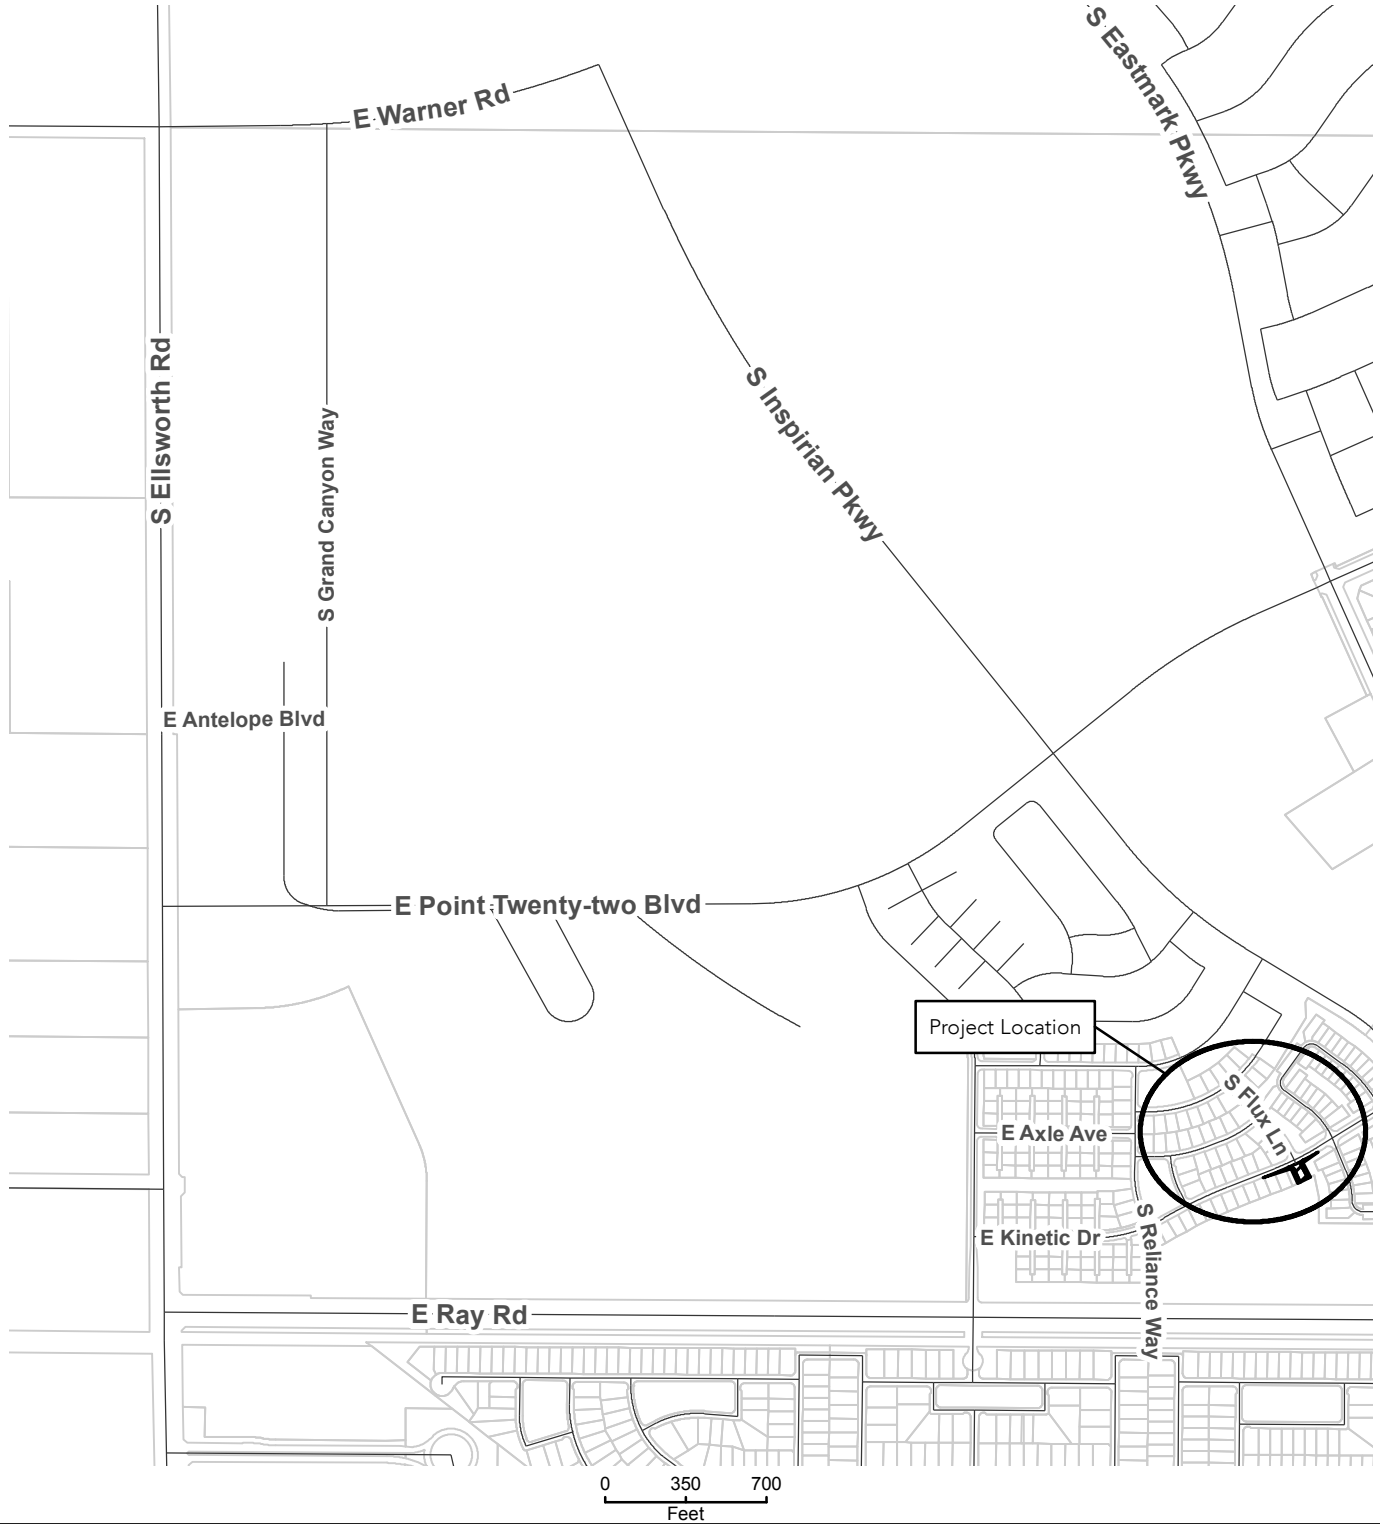 S Eastmark Pkwy
E Warner Rd
S Ellsworth Rd
S Grand Canyon Way
S Inspirian Pkwy
E Antelope Blvd
E Point Twenty-two Blvd
Project Location
S Flux Ln
E Axle Ave
E Kinetic Dr
S Reliance Way
E Ray Rd
0 350 700
Feet